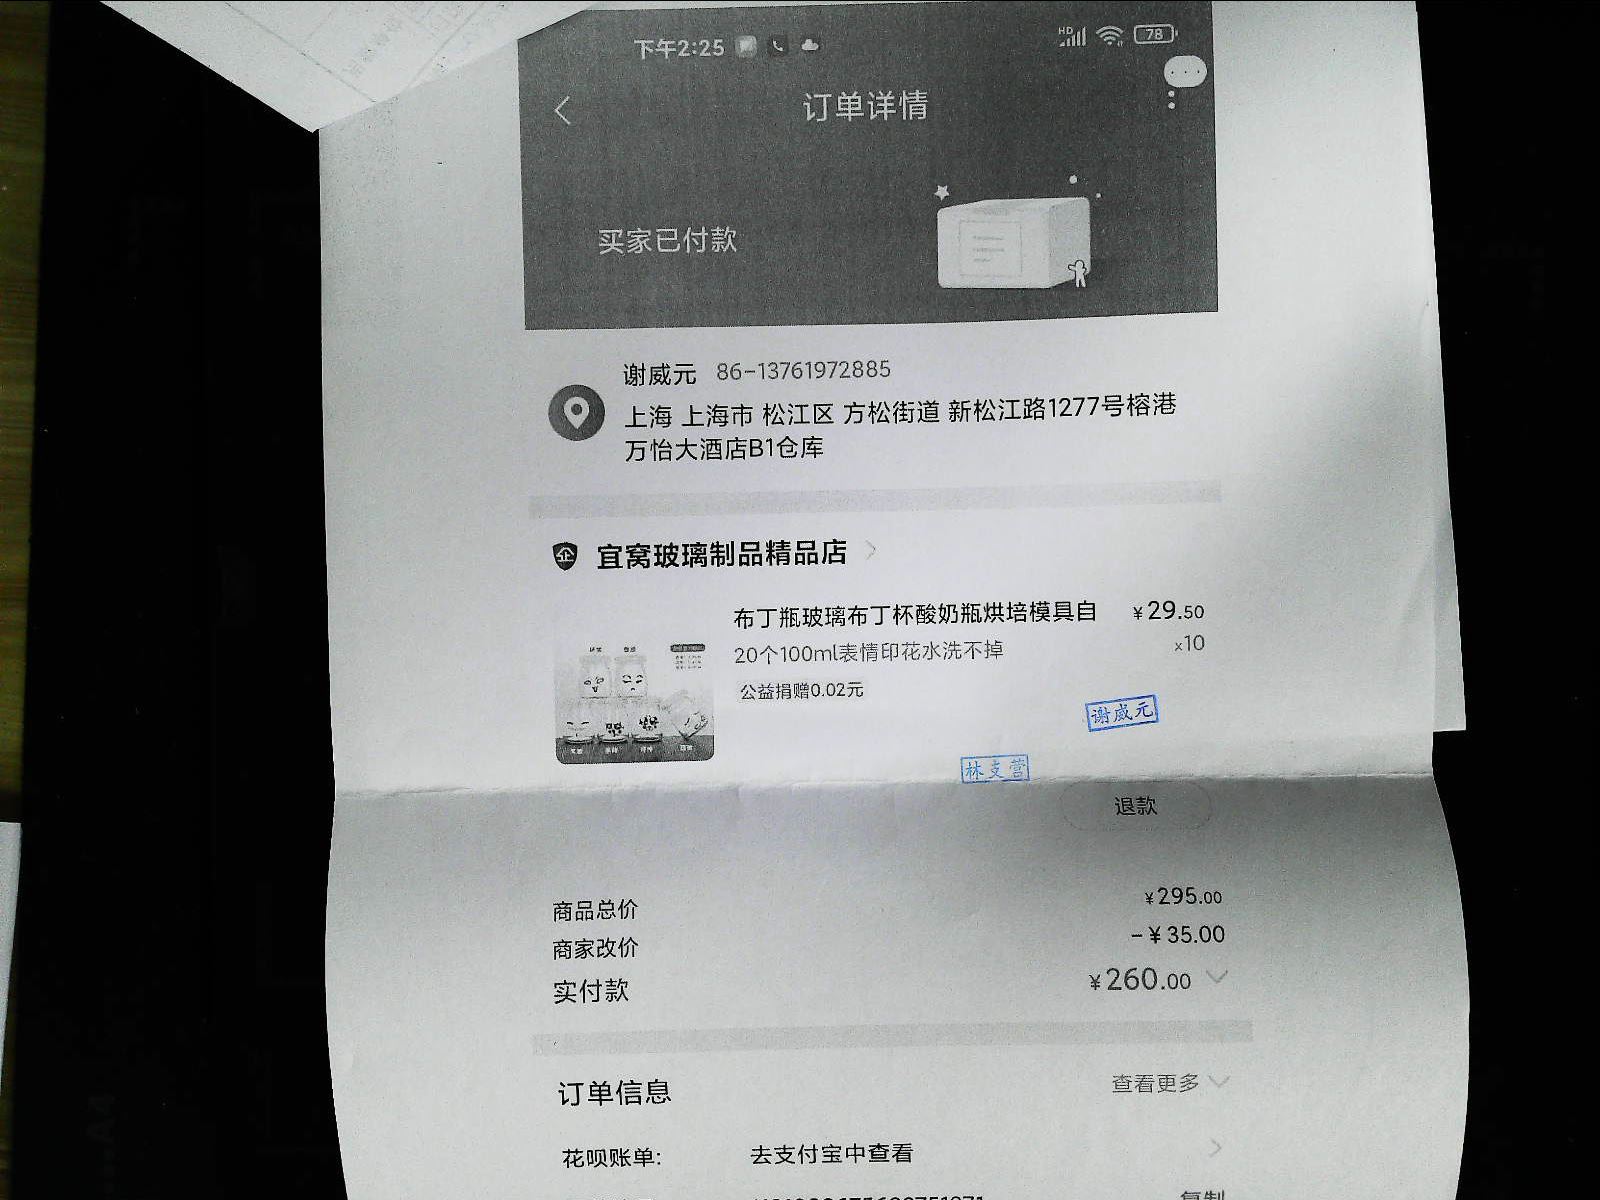 下午2:25
HD
78
订单详情
买家已付款
谢威元 86-13761972885
上海 上海市 松江区 方松街道 新松江路1277号榕港
万怡大酒店B1仓库
宜窝玻璃制品精品店
布丁瓶玻璃布丁杯酸奶瓶烘培模具自
¥29.50
20个100ml表情印花水洗不掉
x10
公益捐赠0.02元
谢威元
林支营
退款
商品总价
¥295.00
商家改价
-¥35.00
实付款
¥260.00
订单信息
查看更多
花呗账单:
去支付宝中查看
复制